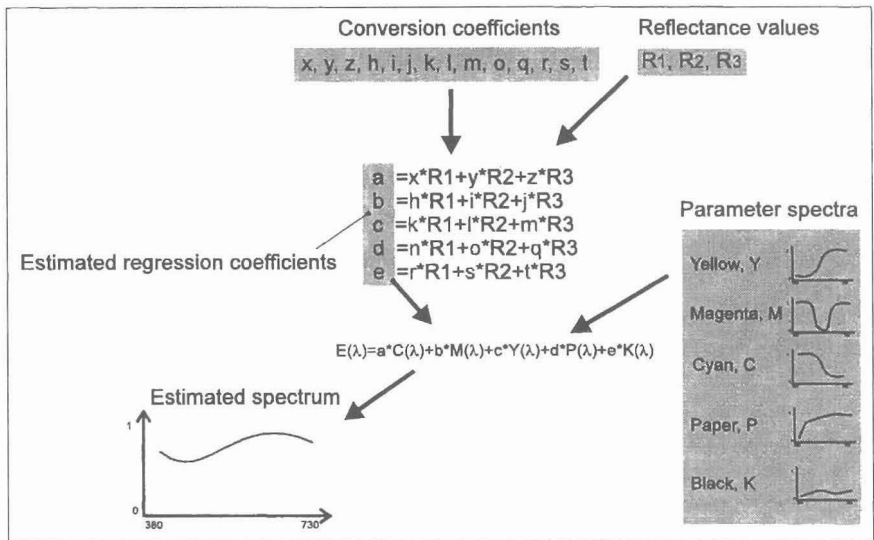 Conversion coefficients
Reflectance values
x, y, z, h, i, j, k, l, m, o, q, r, s, t
R1, R2, R3
a =x*R1+y*R2+z*R3
b =h*R1+i*R2+j*R3
c =k*R1+l*R2+m*R3
d =n*R1+o*R2+q*R3
e =r*R1+s*R2+t*R3
Estimated regression coefficients
Parameter spectra
Yellow, Y
Magenta, M
Cyan, C
Paper, P
Black, K
E(λ)=a*C(λ)+b*M(λ)+c*Y(λ)+d*P(λ)+e*K(λ)
Estimated spectrum
1
0
380
730